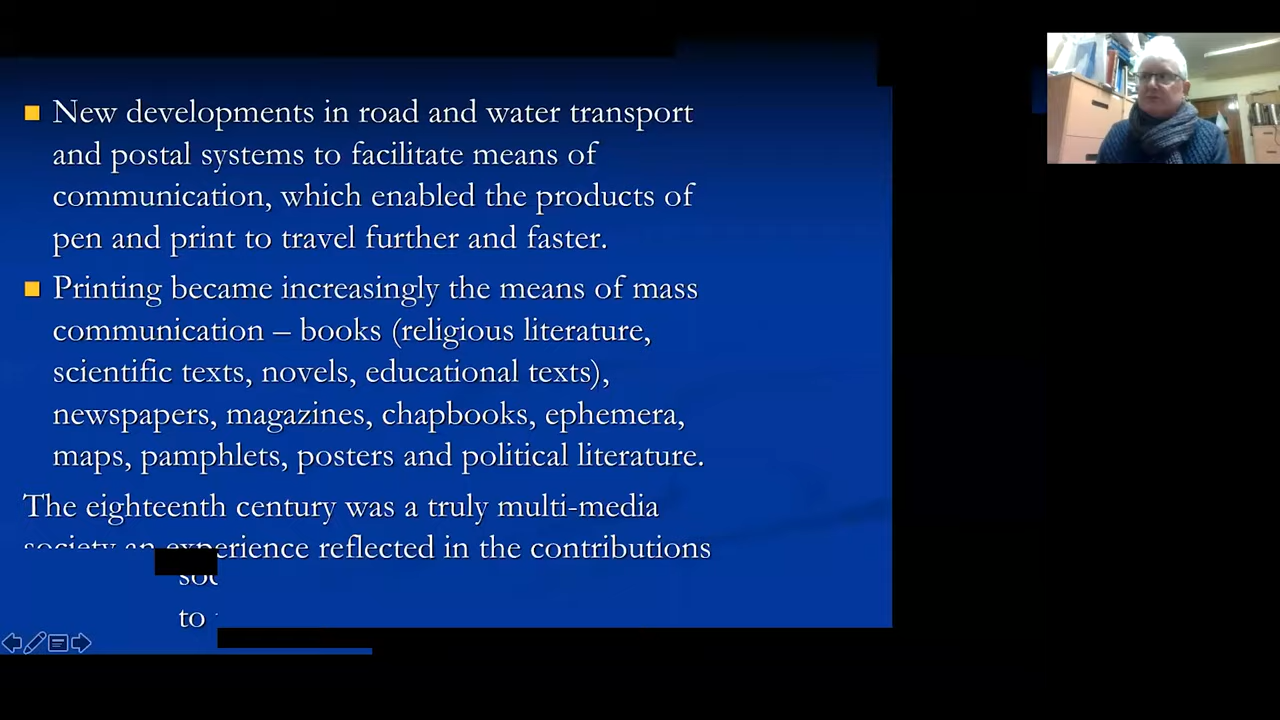 New developments in road and water transport
and postal systems to facilitate means of
communication, which enabled the products of
pen and print to travel further and faster.
Printing became increasingly the means of mass
communication – books (religious literature,
scientific texts, novels, educational texts),
newspapers, magazines, chapbooks, ephemera,
maps, pamphlets, posters and political literature.
The eighteenth century was a truly multi-media
society an experience reflected in the contributions
to